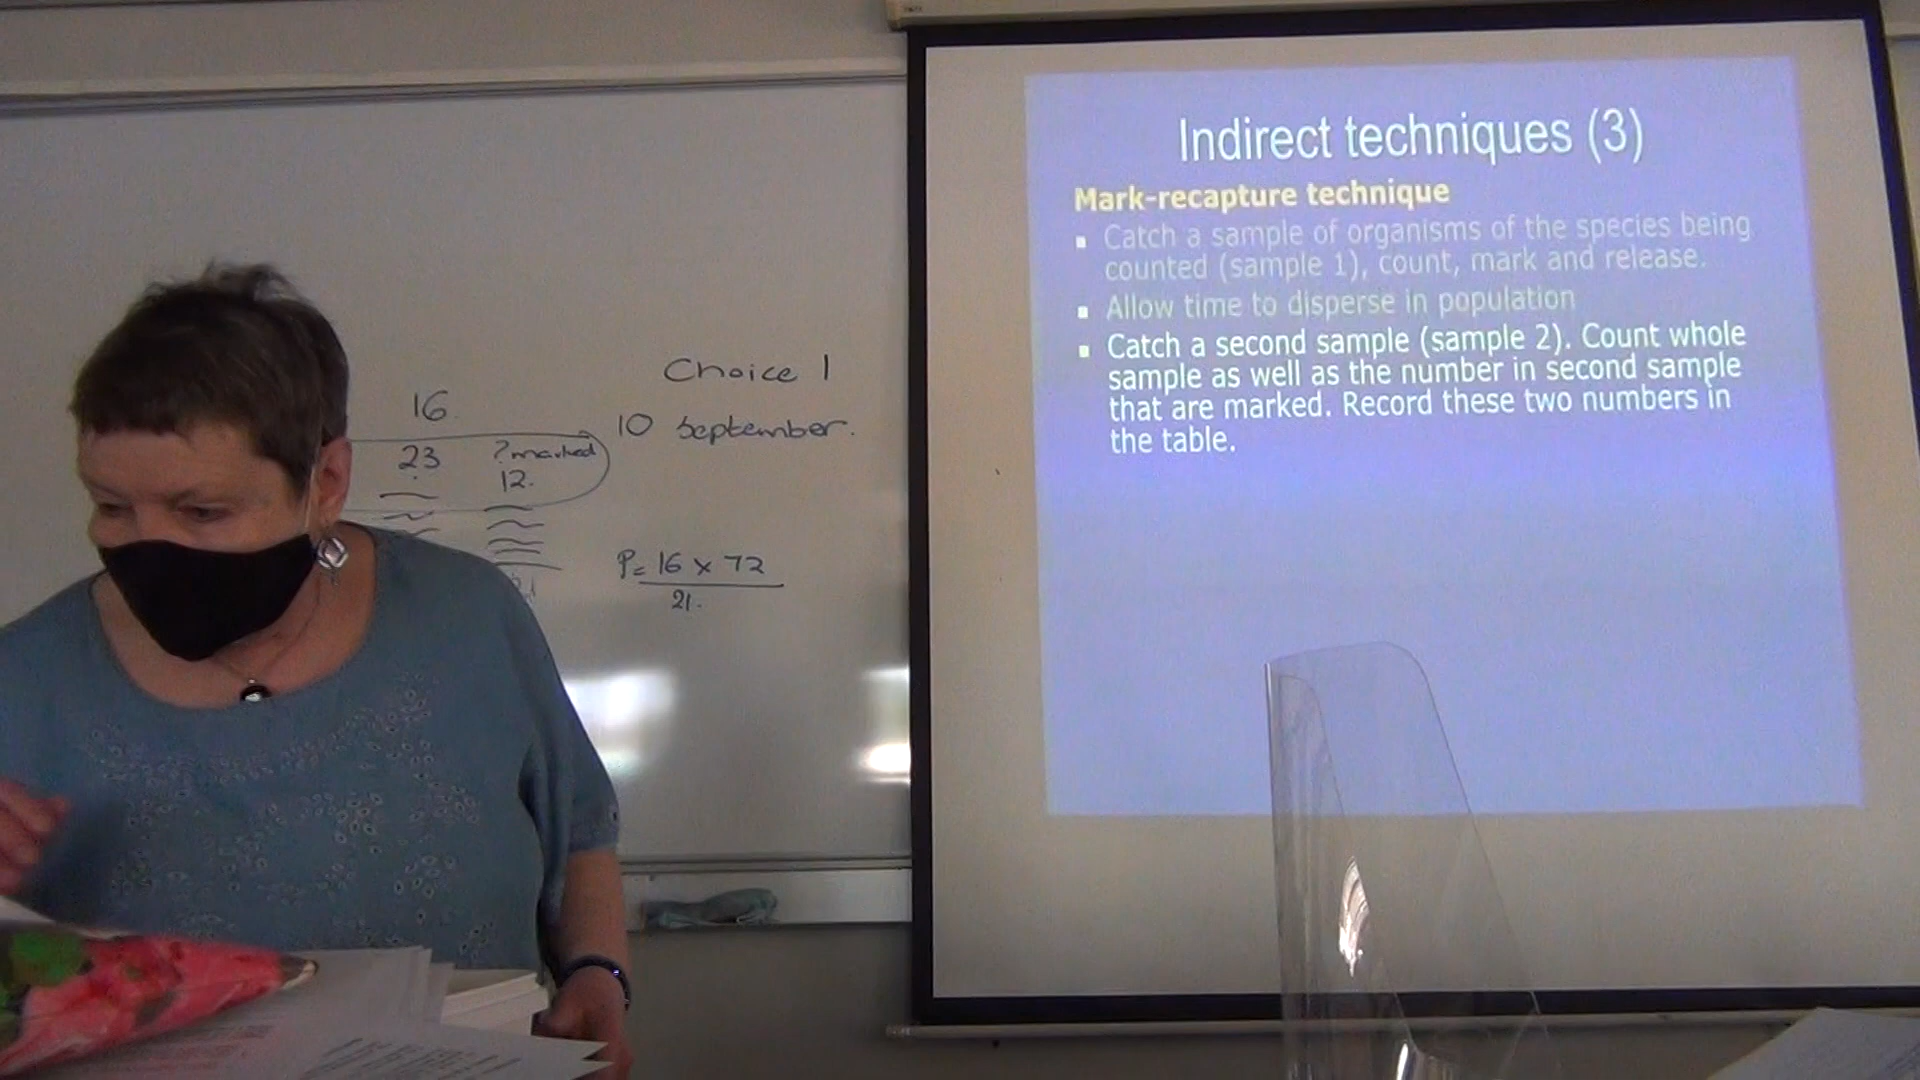 Indirect techniques (3)
Mark-recapture technique
▪ Catch a sample of organisms of the species being
counted (sample 1), count, mark and release.
▪ Allow time to disperse in population
▪ Catch a second sample (sample 2). Count whole
sample as well as the number in second sample
that are marked. Record these two numbers in
the table.
Choice 1
10 September.
16.
23 ? marked
12.
P= 16 x 72
21.